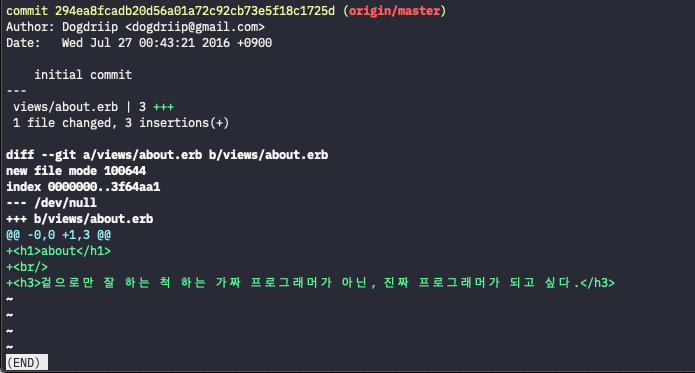 commit 294ea8fcadb20d56a01a72c92cb73e5f18c1725d (origin/master)
Author: Dogdriip <dogdriip@gmail.com>
Date:   Wed Jul 27 00:43:21 2016 +0900

    initial commit
---
 views/about.erb | 3 +++
 1 file changed, 3 insertions(+)

diff --git a/views/about.erb b/views/about.erb
new file mode 100644
index 0000000..3f64aa1
--- /dev/null
+++ b/views/about.erb
@@ -0,0 +1,3 @@
+<h1>about</h1>
+<br/>
+<h3>겉으로만 잘 하는 척 하는 가짜 프로그래머가 아닌, 진짜 프로그래머가 되고 싶다.</h3>
~
~
~
~
(END)